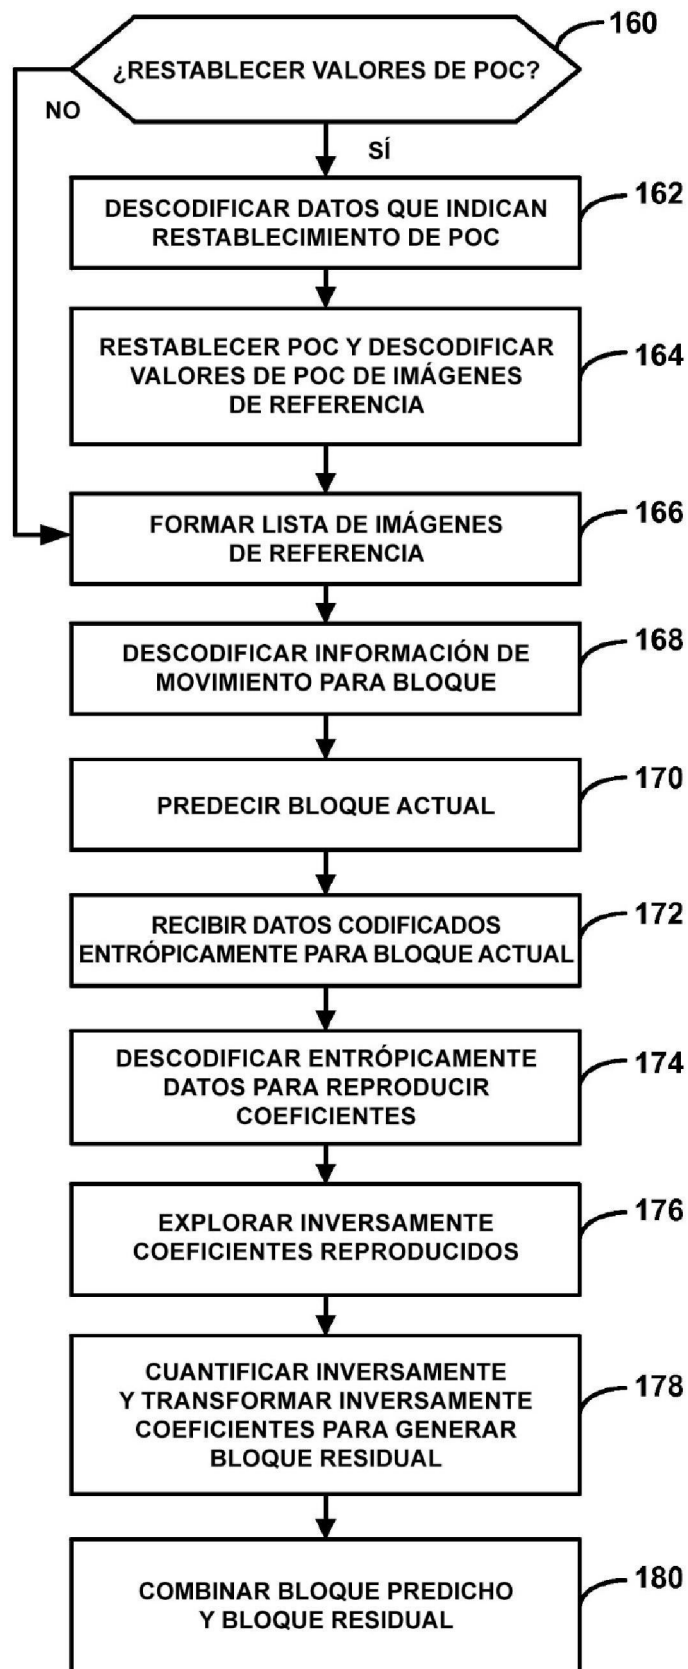 160
¿RESTABLECER VALORES DE POC?
NO
SÍ
162
DESCODIFICAR DATOS QUE INDICAN
RESTABLECIMIENTO DE POC
164
RESTABLECER POC Y DESCODIFICAR
VALORES DE POC DE IMÁGENES
DE REFERENCIA
166
FORMAR LISTA DE IMÁGENES
DE REFERENCIA
168
DESCODIFICAR INFORMACIÓN DE
MOVIMIENTO PARA BLOQUE
170
PREDECIR BLOQUE ACTUAL
172
RECIBIR DATOS CODIFICADOS
ENTRÓPICAMENTE PARA BLOQUE ACTUAL
174
DESCODIFICAR ENTRÓPICAMENTE
DATOS PARA REPRODUCIR
COEFICIENTES
176
EXPLORAR INVERSAMENTE
COEFICIENTES REPRODUCIDOS
178
CUANTIFICAR INVERSAMENTE
Y TRANSFORMAR INVERSAMENTE
COEFICIENTES PARA GENERAR
BLOQUE RESIDUAL
180
COMBINAR BLOQUE PREDICHO
Y BLOQUE RESIDUAL